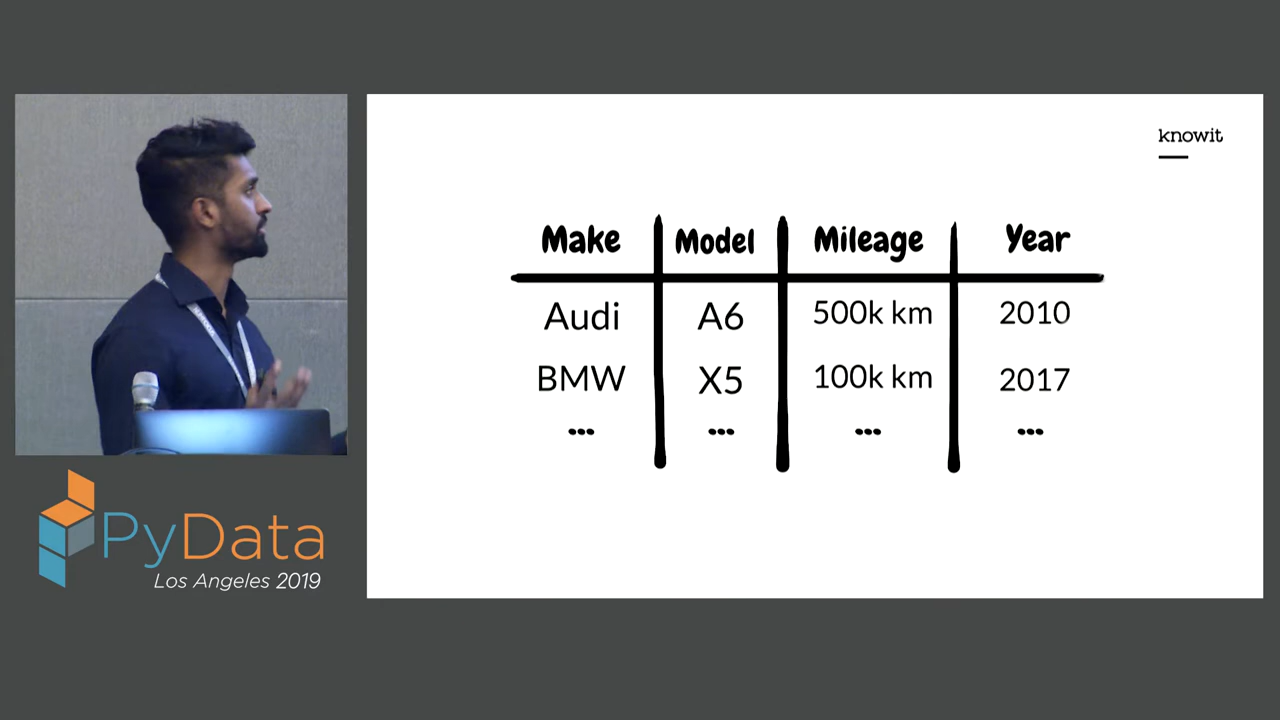 knowit
Make Model Mileage Year
Audi A6 500k km 2010
BMW X5 100k km 2017
... ... ... ...
PyData
Los Angeles 2019